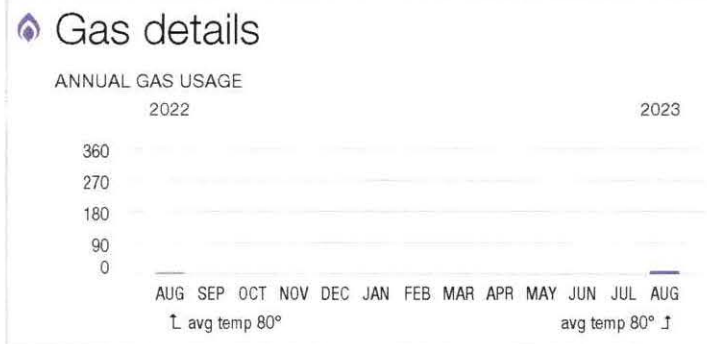 Gas details
ANNUAL GAS USAGE
2022 2023
360
270
180
90
0
AUG SEP OCT NOV DEC JAN FEB MAR APR MAY JUN JUL AUG
↑ avg temp 80° avg temp 80° ↑